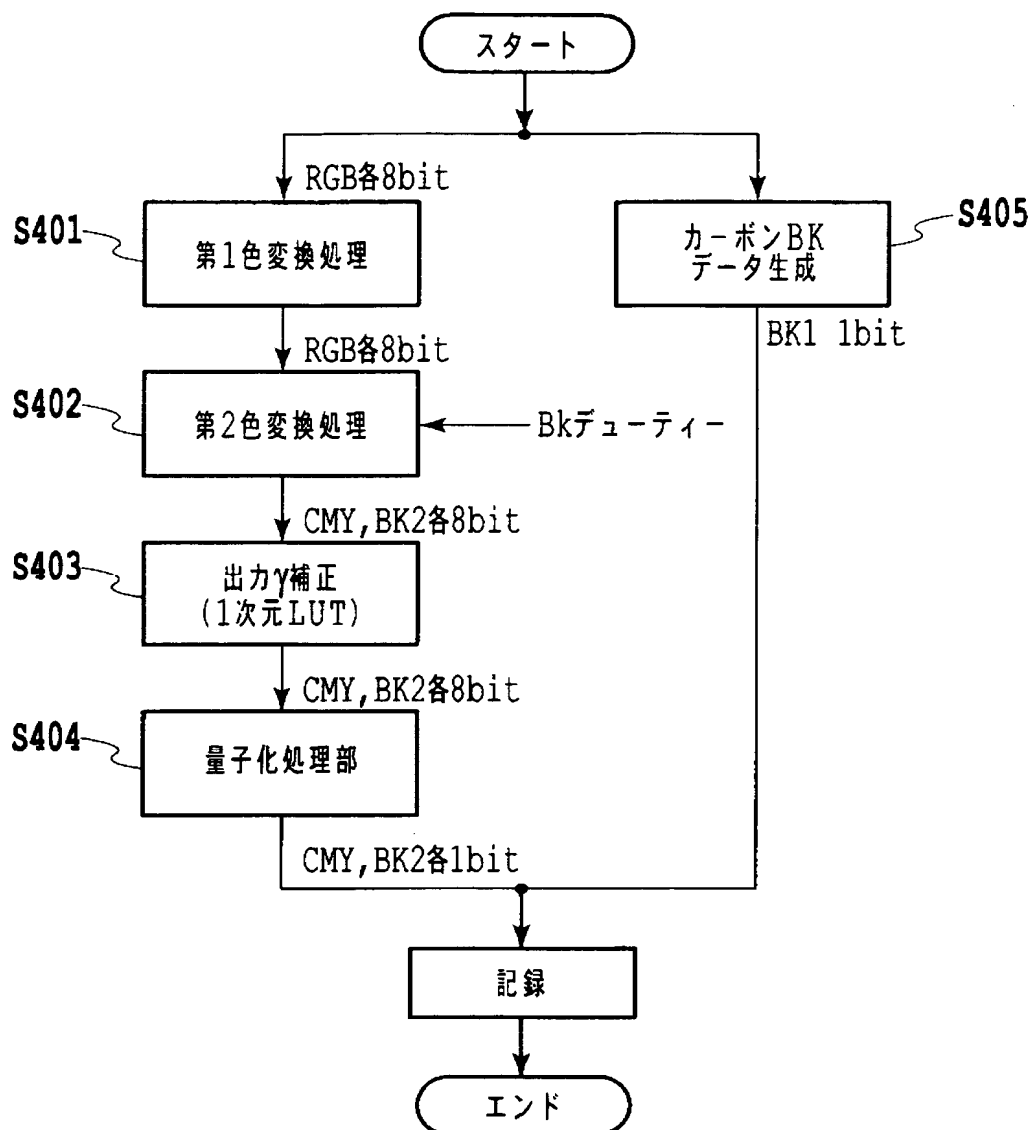 スタート
RGB各8bit
S401
第1色変換処理
カーボンBK
データ生成
S405
RGB各8bit
BK1 1bit
S402
第2色変換処理
Bkデューティー
CMY,BK2各8bit
S403
出力γ補正
(1次元LUT)
CMY,BK2各8bit
S404
量子化処理部
CMY,BK2各1bit
記録
エンド